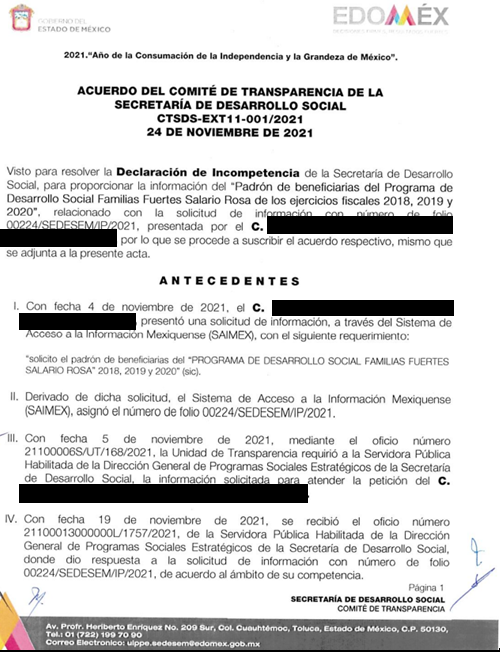 GOBIERNO DEL
ESTADO DE MÉXICO
EDOMÉX
2021.“Año de la Consumación de la Independencia y la Grandeza de México”.
ACUERDO DEL COMITÉ DE TRANSPARENCIA DE LA
SECRETARÍA DE DESARROLLO SOCIAL
CTSDS-EXT11-001/2021
24 DE NOVIEMBRE DE 2021
Visto para resolver la Declaración de Incompetencia de la Secretaría de Desarrollo
Social, para proporcionar la información del “Padrón de beneficiarias del Programa de
Desarrollo Social Familias Fuertes Salario Rosa de los ejercicios fiscales 2018, 2019 y
2020”, relacionado con la solicitud de información con número de folio
00224/SEDESEM/IP/2021, presentada por el C.
por lo que se procede a suscribir el acuerdo respectivo, mismo que
se adjunta a la presente acta.
ANTECEDENTES
I. Con fecha 4 de noviembre de 2021, el C.
, presentó una solicitud de información, a través del Sistema de
Acceso a la Información Mexiquense (SAIMEX), con el siguiente requerimiento:
“solicito el padrón de beneficiarias del “PROGRAMA DE DESARROLLO SOCIAL FAMILIAS FUERTES
SALARIO ROSA” 2018, 2019 y 2020” (sic).
II. Derivado de dicha solicitud, el Sistema de Acceso a la Información Mexiquense
(SAIMEX), asignó el número de folio 00224/SEDESEM/IP/2021.
III. Con fecha 5 de noviembre de 2021, mediante el oficio número
21100006S/UT/168/2021, la Unidad de Transparencia requirió a la Servidora Pública
Habilitada de la Dirección General de Programas Sociales Estratégicos de la Secretaría
de Desarrollo Social, la información solicitada para atender la petición del C.
IV. Con fecha 19 de noviembre de 2021, se recibió el oficio número
21100013000000L/1757/2021, de la Servidora Pública Habilitada de la Dirección
General de Programas Sociales Estratégicos de la Secretaría de Desarrollo Social,
donde dio respuesta a la solicitud de información con número de folio
00224/SEDESEM/IP/2021, de acuerdo al ámbito de su competencia.
Página 1
SECRETARÍA DE DESARROLLO SOCIAL
COMITÉ DE TRANSPARENCIA
Av. Prof. Heriberto Enríquez No. 209 Sur, Col. Cuauhtémoc, Toluca, Estado de México, C.P. 50130,
Tel.: 01 (722) 199 70 90
Correo Electronico: uippe.sedesem@edomex.gob.mx